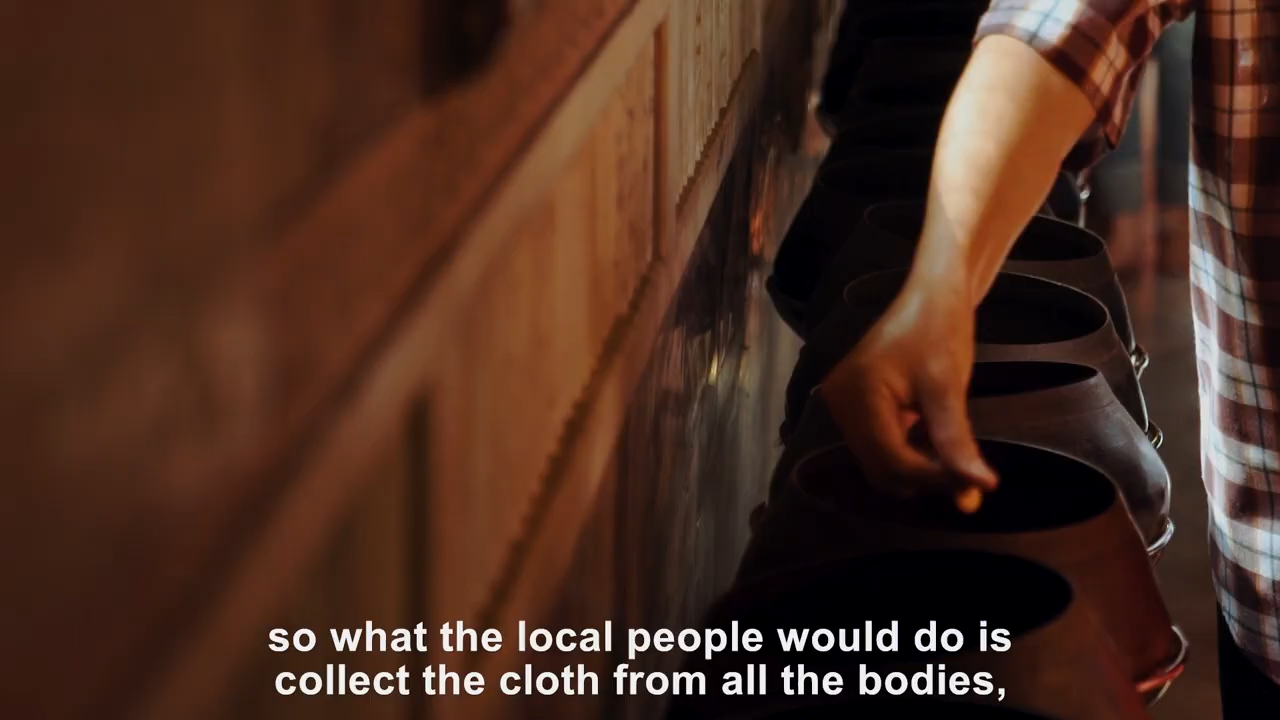 so what the local people would do is
collect the cloth from all the bodies,